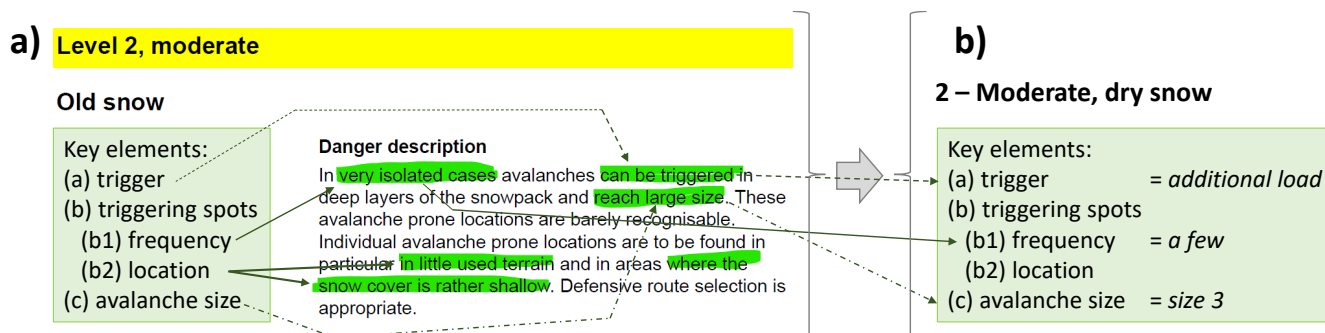 a)
Level 2, moderate
Old snow
Key elements:
(a) trigger
(b) triggering spots
(b1) frequency
(b2) location
(c) avalanche size
Danger description
In very isolated cases avalanches can be triggered in
deep layers of the snowpack and reach large size. These
avalanche prone locations are barely recognisable.
Individual avalanche prone locations are to be found in
particular in little used terrain and in areas where the
snow cover is rather shallow. Defensive route selection is
appropriate.
b)
2 – Moderate, dry snow
Key elements:
(a) trigger = additional load
(b) triggering spots
(b1) frequency = a few
(b2) location
(c) avalanche size = size 3